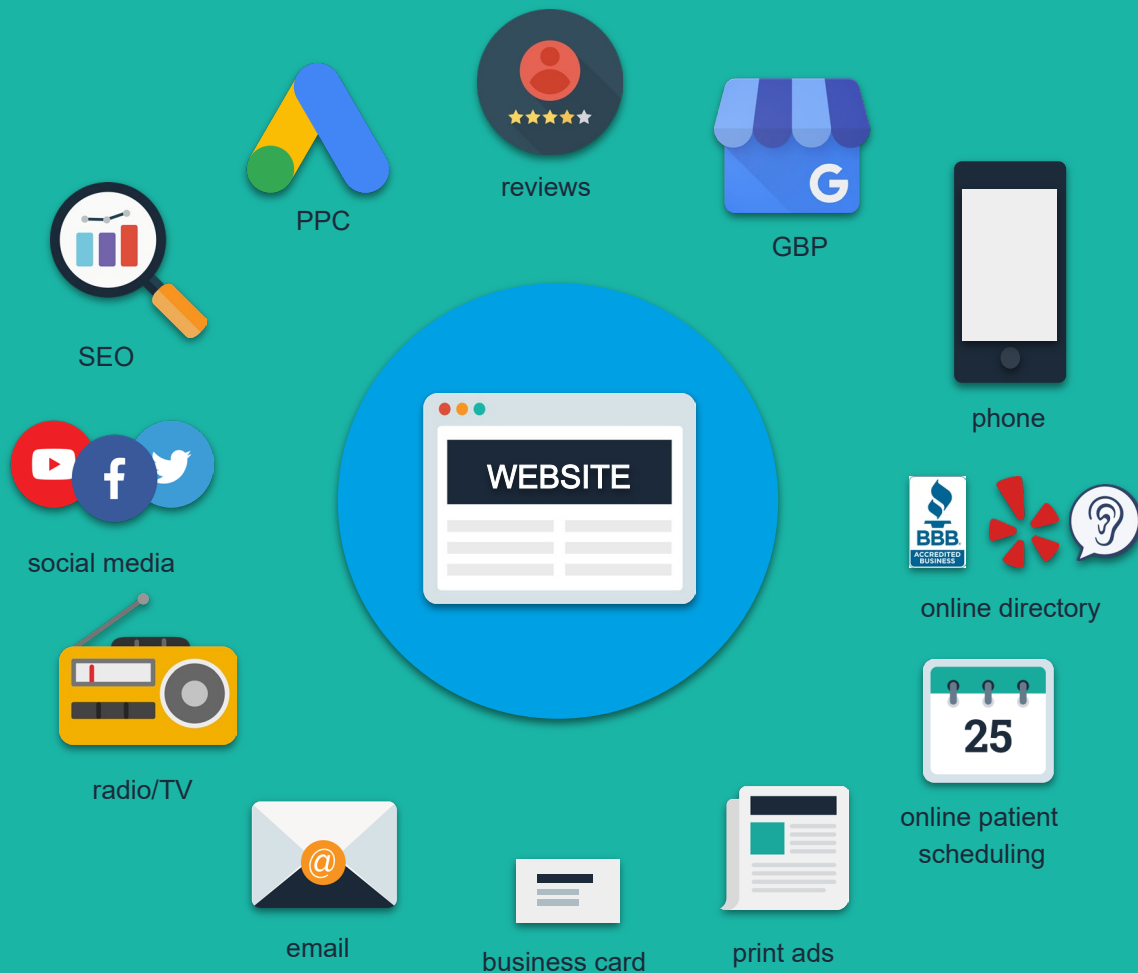 reviews
PPC
G
GBP
SEO
phone
WEBSITE
f
BBB
ACCREDITED
BUSINESS
social media
online directory
25
radio/TV
online patient
scheduling
@
email
business card
print ads